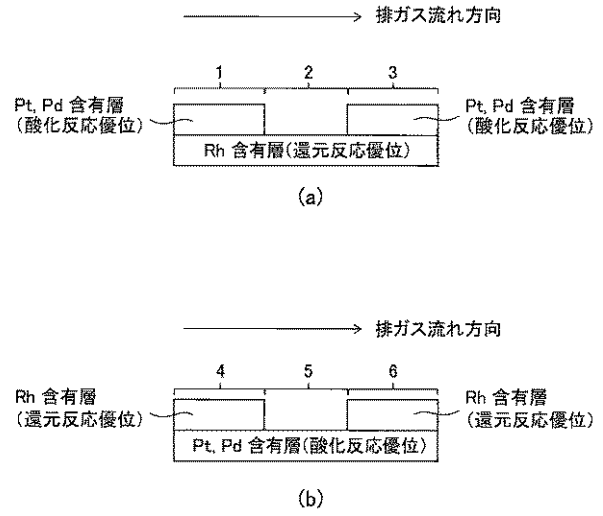 排ガス流れ方向
1 2 3
Pt, Pd 含有層
(酸化反応優位)
Pt, Pd 含有層
(酸化反応優位)
Rh 含有層(還元反応優位)
(a)
排ガス流れ方向
4 5 6
Rh 含有層
(還元反応優位)
Rh 含有層
(還元反応優位)
Pt, Pd 含有層(酸化反応優位)
(b)